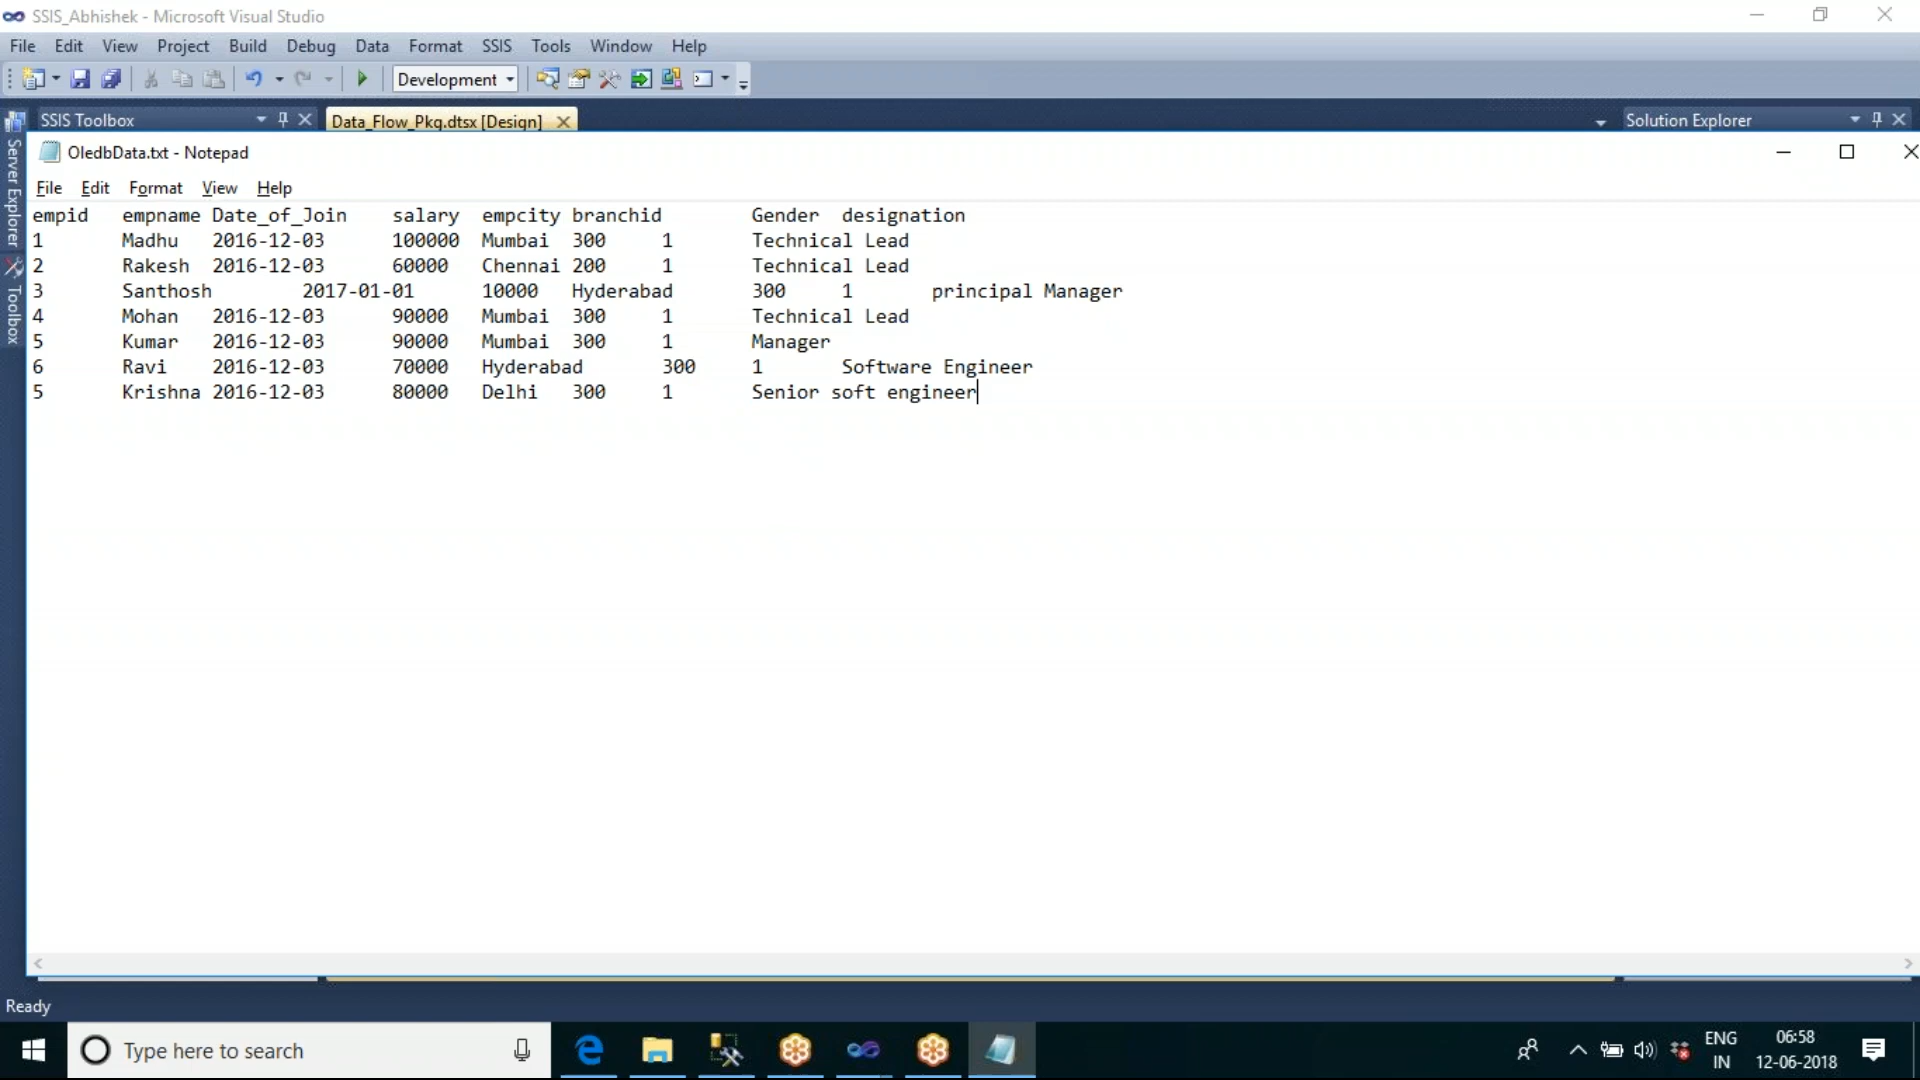 SSIS_Abhishek - Microsoft Visual Studio
File Edit View Project Build Debug Data Format SSIS Tools Window Help
Development
SSIS Toolbox Data_Flow_Pkg.dtsx [Design] Solution Explorer
Server Explorer
Toolbox
OledbData.txt - Notepad
File Edit Format View Help
empid empname Date_of_Join salary empcity branchid Gender designation
1 Madhu 2016-12-03 100000 Mumbai 300 1 Technical Lead
2 Rakesh 2016-12-03 60000 Chennai 200 1 Technical Lead
3 Santhosh 2017-01-01 10000 Hyderabad 300 1 principal Manager
4 Mohan 2016-12-03 90000 Mumbai 300 1 Technical Lead
5 Kumar 2016-12-03 90000 Mumbai 300 1 Manager
6 Ravi 2016-12-03 70000 Hyderabad 300 1 Software Engineer
5 Krishna 2016-12-03 80000 Delhi 300 1 Senior soft engineer
Ready
Type here to search
ENG
IN
06:58
12-06-2018